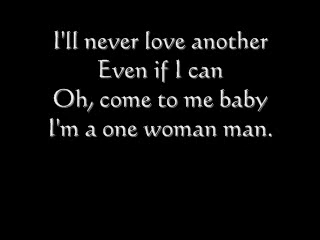 I'll never love another
Even if I can
Oh, come to me baby
I'm a one woman man.